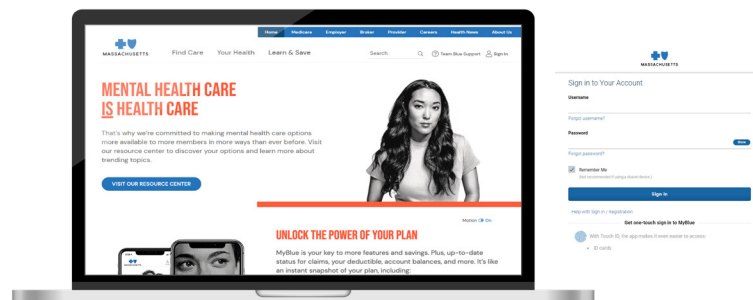 Home Medicare Employer Broker Provider Careers Health News About Us
MASSACHUSETTS Find Care Your Health Learn & Save Search Team Blue Support Sign In
MENTAL HEALTH CARE
IS HEALTH CARE
That's why we're committed to making mental health care options
more available to more members in more ways than ever before. Visit
our resource center to discover your options and learn more about
trending topics.
VISIT OUR RESOURCE CENTER
Motion On
UNLOCK THE POWER OF YOUR PLAN
MyBlue is your key to more features and savings. Plus, up-to-date
status for claims, your deductible, account balances, and more. It's like
an instant snapshot of your plan, including:
MASSACHUSETTS
Sign in to Your Account
Username
Forgot username?
Password
Show
Forgot password?
Remember Me
(not recommended if using a shared device.)
Sign In
Help with sign in / registration
Get one-touch sign in to MyBlue
With Touch ID, the app makes it even easier to access:
• ID cards